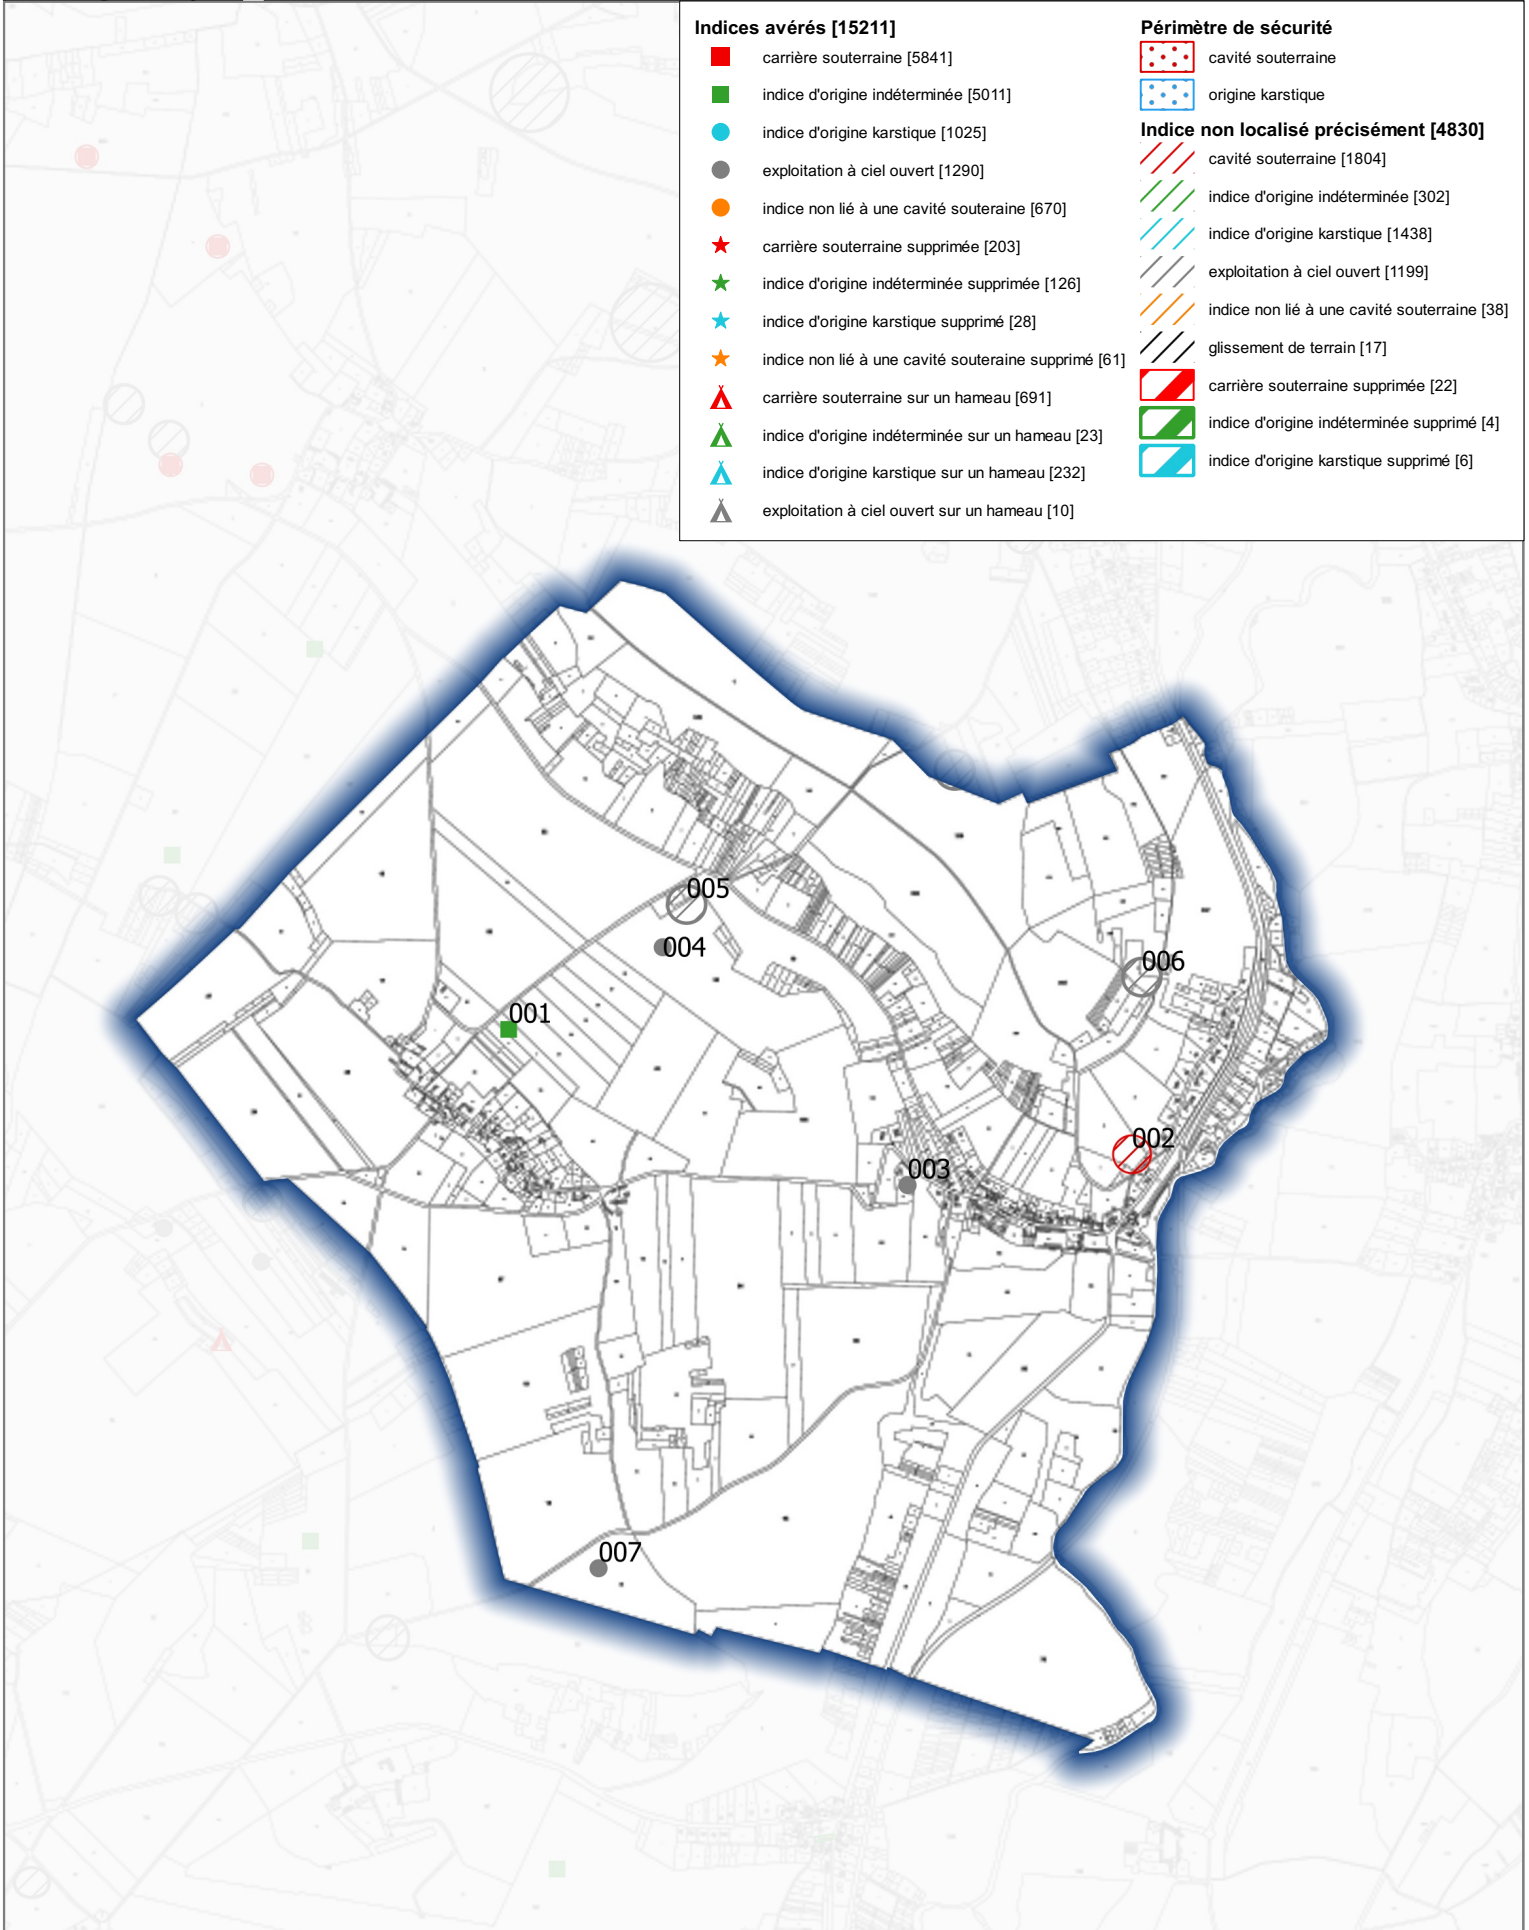 Indices avérés [15211]
carrière souterraine [5841]
indice d'origine indéterminée [5011]
indice d'origine karstique [1025]
exploitation à ciel ouvert [1290]
indice non lié à une cavité souteraine [670]
carrière souterraine supprimée [203]
indice d'origine indéterminée supprimée [126]
indice d'origine karstique supprimé [28]
indice non lié à une cavité souteraine supprimé [61]
carrière souterraine sur un hameau [691]
indice d'origine indéterminée sur un hameau [23]
indice d'origine karstique sur un hameau [232]
exploitation à ciel ouvert sur un hameau [10]
Périmètre de sécurité
cavité souterraine
origine karstique
Indice non localisé précisément [4830]
cavité souterraine [1804]
indice d'origine indéterminée [302]
indice d'origine karstique [1438]
exploitation à ciel ouvert [1199]
indice non lié à une cavité souterraine [38]
glissement de terrain [17]
carrière souterraine supprimée [22]
indice d'origine indéterminée supprimé [4]
indice d'origine karstique supprimé [6]
005
004
006
001
002
003
007